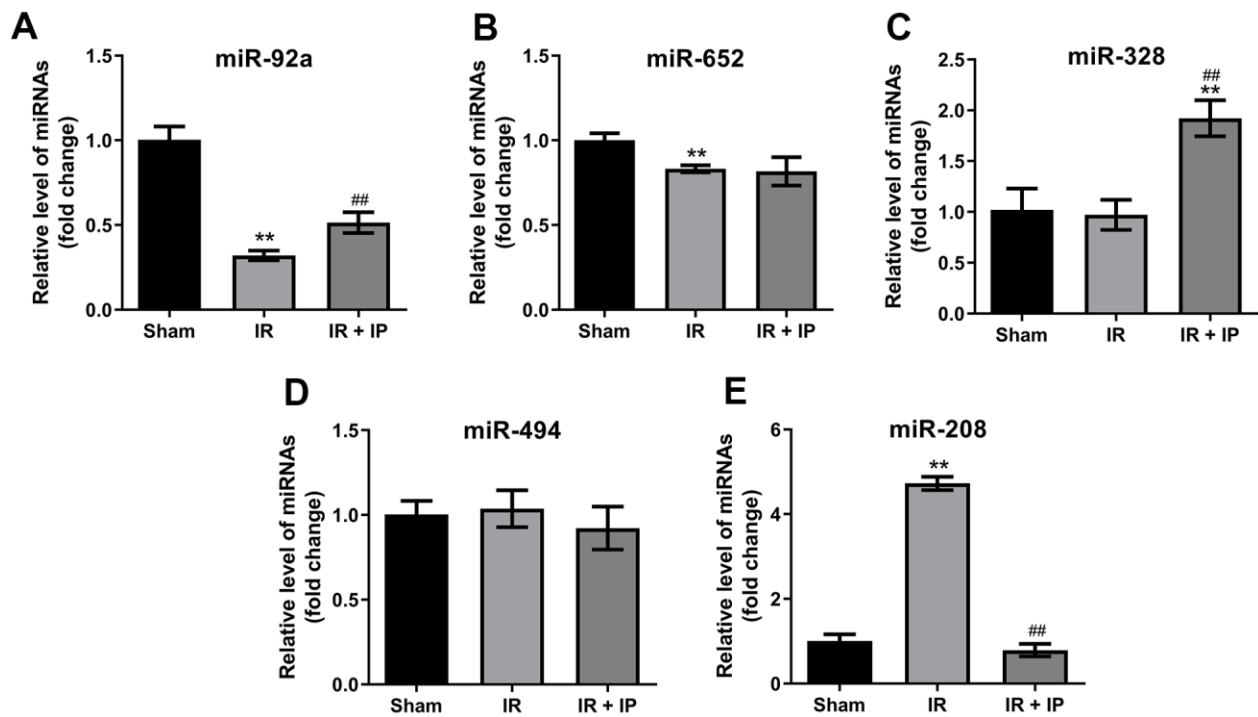 A
miR-92a
Relative level of miRNAs
(fold change)
1.5
1.0
0.5
0.0
**
##
Sham
IR
IR + IP
B
miR-652
Relative level of miRNAs
(fold change)
1.5
1.0
0.5
0.0
**
Sham
IR
IR + IP
C
miR-328
Relative level of miRNAs
(fold change)
2.5
2.0
1.5
1.0
0.5
0.0
##
**
Sham
IR
IR + IP
D
miR-494
Relative level of miRNAs
(fold change)
1.5
1.0
0.5
0.0
Sham
IR
IR + IP
E
miR-208
Relative level of miRNAs
(fold change)
6
4
2
0
**
##
Sham
IR
IR + IP